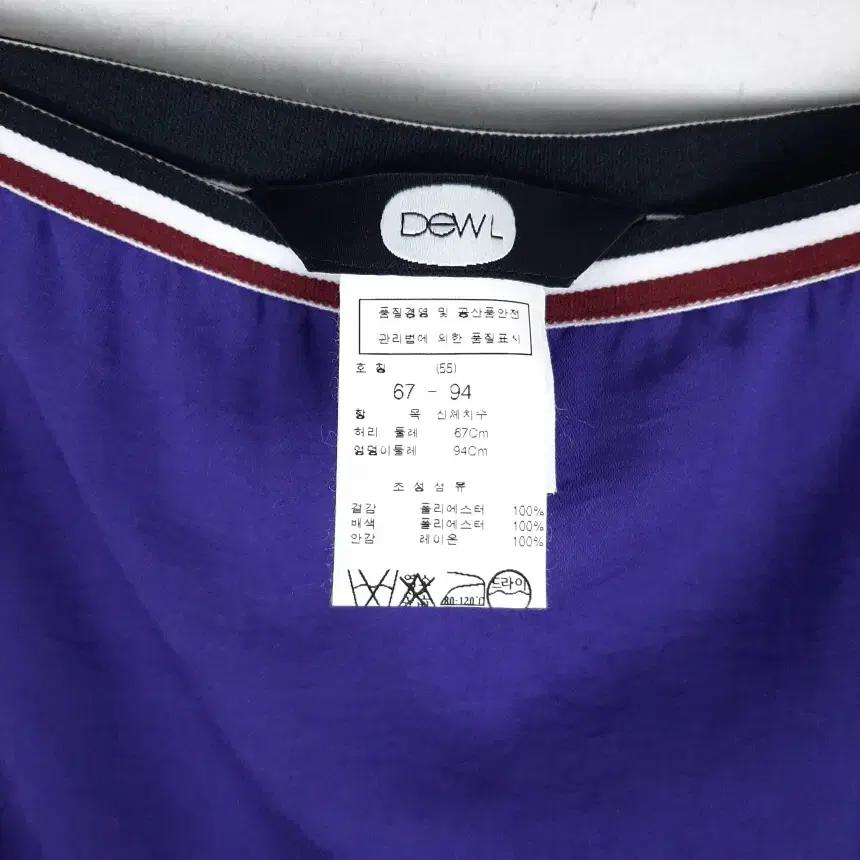 DeWL
품질경영 및 공산품안전
관리법에 의한 품질표시
호 칭 (55)
67 - 94
항 목 신체치수
허리 둘레 67Cm
엉덩이둘레 94Cm
조 성 섬 유
겉감 폴리에스터 100%
배색 폴리에스터 100%
안감 레이온 100%
80-120℃ 드라이